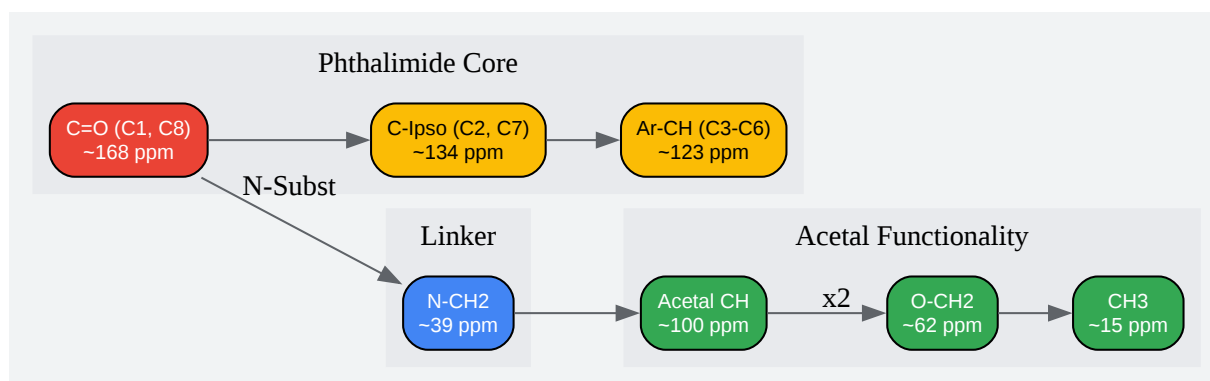 Phthalimide Core
C=O (C1, C8)
~168 ppm
C-Ipso (C2, C7)
~134 ppm
Ar-CH (C3-C6)
~123 ppm
N-Subst
Linker
N-CH2
~39 ppm
Acetal Functionality
Acetal CH
~100 ppm
x2
O-CH2
~62 ppm
CH3
~15 ppm